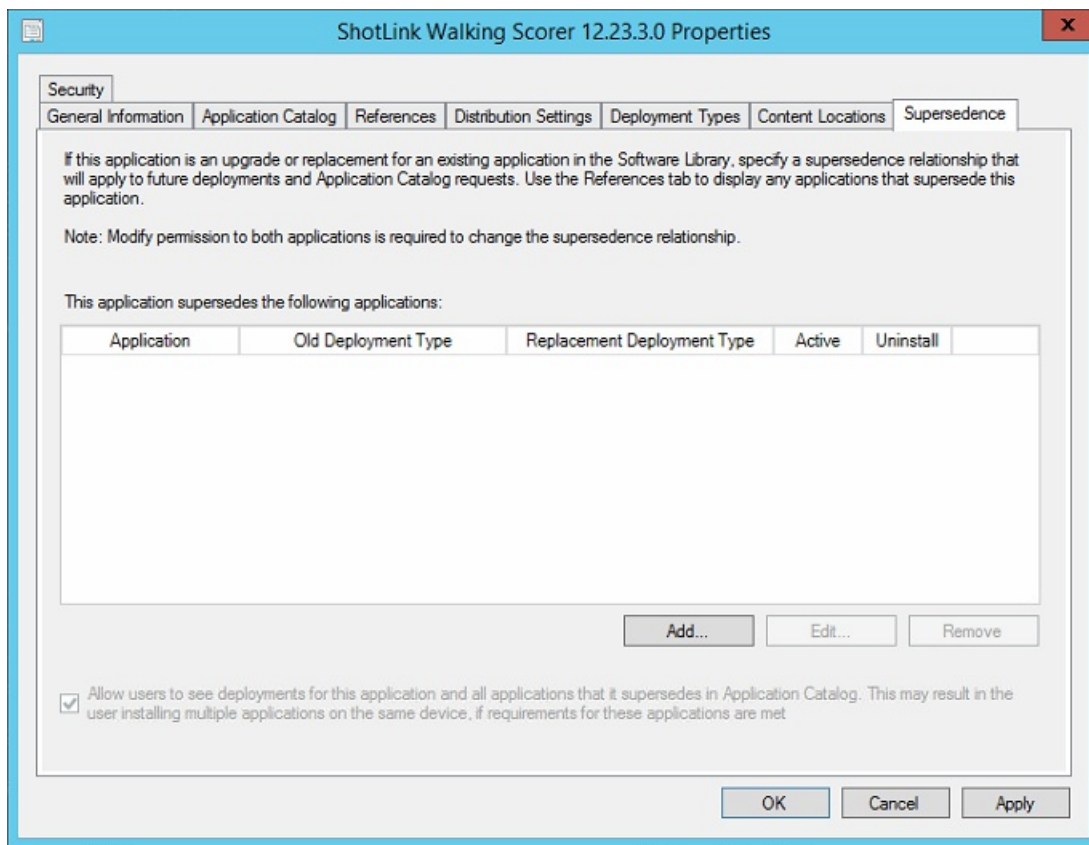 ShotLink Walking Scorer 12.23.3.0 Properties
x
Security
General Information Application Catalog References Distribution Settings Deployment Types Content Locations Supersedence
If this application is an upgrade or replacement for an existing application in the Software Library, specify a supersedence relationship that
will apply to future deployments and Application Catalog requests. Use the References tab to display any applications that supersede this
application.
Note: Modify permission to both applications is required to change the supersedence relationship.
This application supersedes the following applications:
Application Old Deployment Type Replacement Deployment Type Active Uninstall
Add... Edit... Remove
Allow users to see deployments for this application and all applications that it supersedes in Application Catalog. This may result in the
user installing multiple applications on the same device, if requirements for these applications are met
OK Cancel Apply